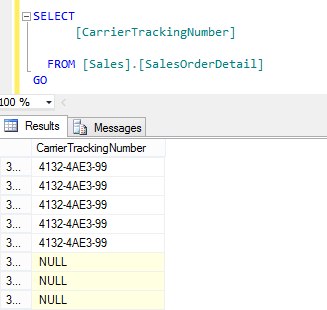 SELECT
[CarrierTrackingNumber]
FROM [Sales].[SalesOrderDetail]
GO
100 %
Results Messages
CarrierTrackingNumber
3... 4132-4AE3-99
3... 4132-4AE3-99
3... 4132-4AE3-99
3... 4132-4AE3-99
3... 4132-4AE3-99
3... NULL
3... NULL
3... NULL